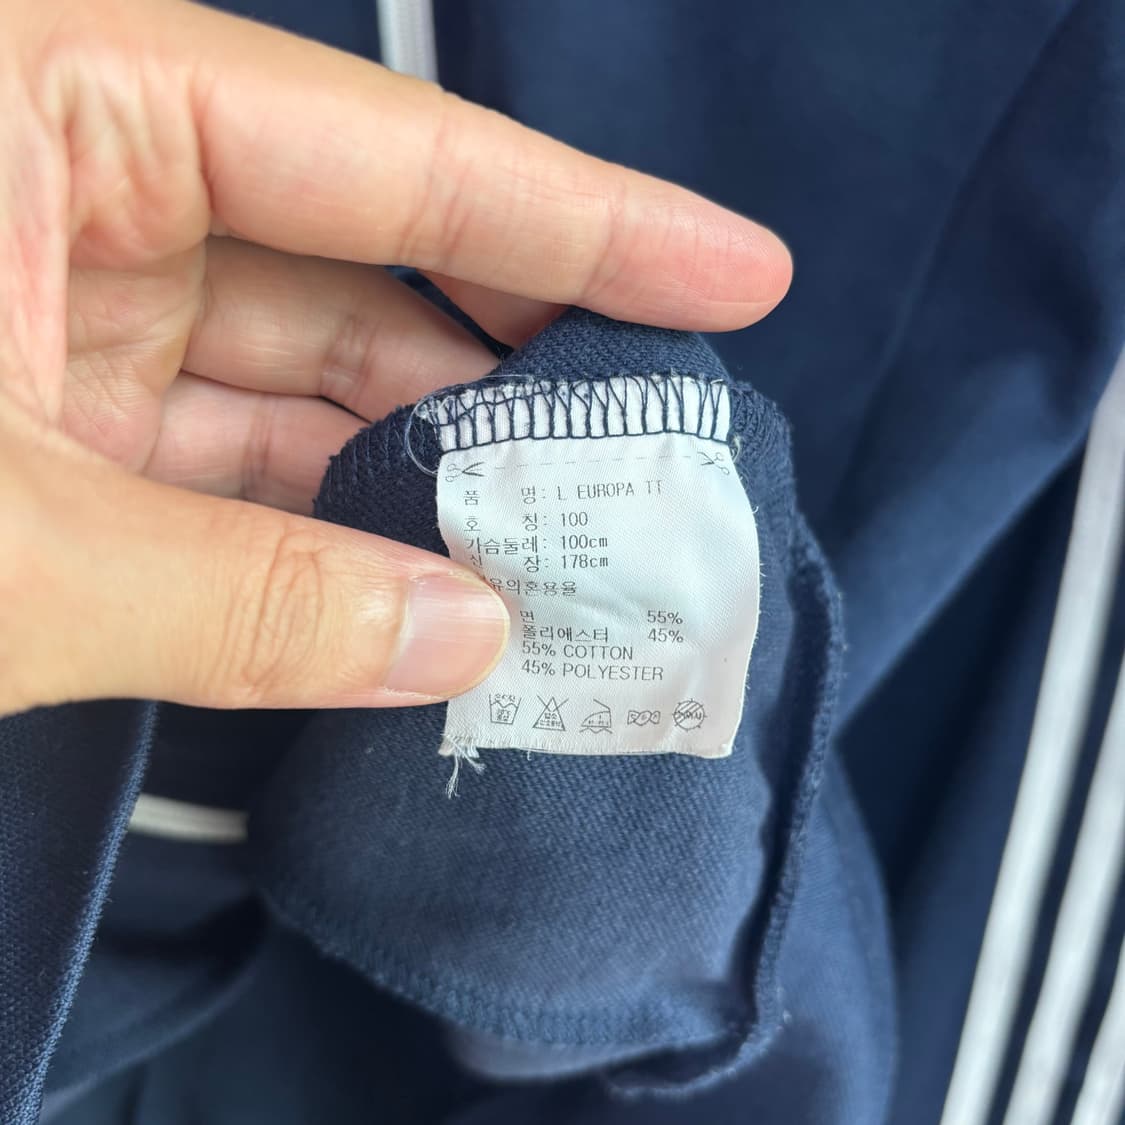 품 명: L EUROPA TT
호 칭: 100
가슴둘레: 100cm
신 장: 178cm
유의혼용율
면 55%
폴리에스터 45%
55% COTTON
45% POLYESTER